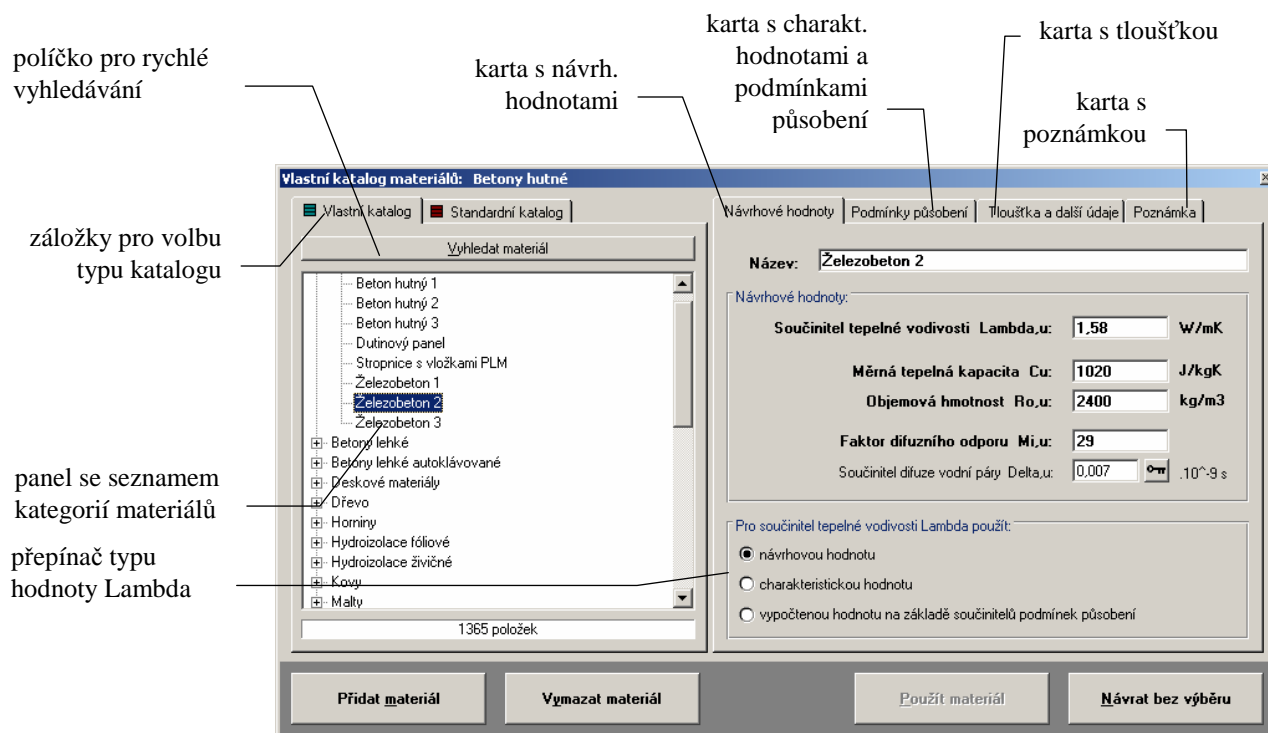 políčko pro rychlé
vyhledávání
karta s návrh.
hodnotami
karta s charakt.
hodnotami a
podmínkami
působení
karta s tloušťkou
karta s
poznámkou
záložky pro volbu
typu katalogu
panel se seznamem
kategorií materiálů
přepínač typu
hodnoty Lambda
Vlastní katalog materiálů: Betony hutné
Vlastní katalog
Standardní katalog
Vyhledat materiál
Beton hutný 1
Beton hutný 2
Beton hutný 3
Dutinový panel
Stropnice s vložkami PLM
Železobeton 1
Železobeton 2
Železobeton 3
Betony lehké
Betony lehké autoklávované
Deskové materiály
Dřevo
Horniny
Hydroizolace fóliové
Hydroizolace živičné
Kovy
Malty
1365 položek
Návrhové hodnoty
Podmínky působení
Tloušťka a další údaje
Poznámka
Název: Železobeton 2
Návrhové hodnoty:
Součinitel tepelné vodivosti Lambda,u: 1,58 W/mK
Měrná tepelná kapacita Cu: 1020 J/kgK
Objemová hmotnost Ro,u: 2400 kg/m3
Faktor difuzního odporu Mi,u: 29
Součinitel difuze vodní páry Delta,u: 0,007 .10^-9 s
Pro součinitel tepelné vodivosti Lambda použít:
návrhovou hodnotu
charakteristickou hodnotu
vypočtenou hodnotu na základě součinitelů podmínek působení
Přidat materiál
Vymazat materiál
Použít materiál
Návrat bez výběru